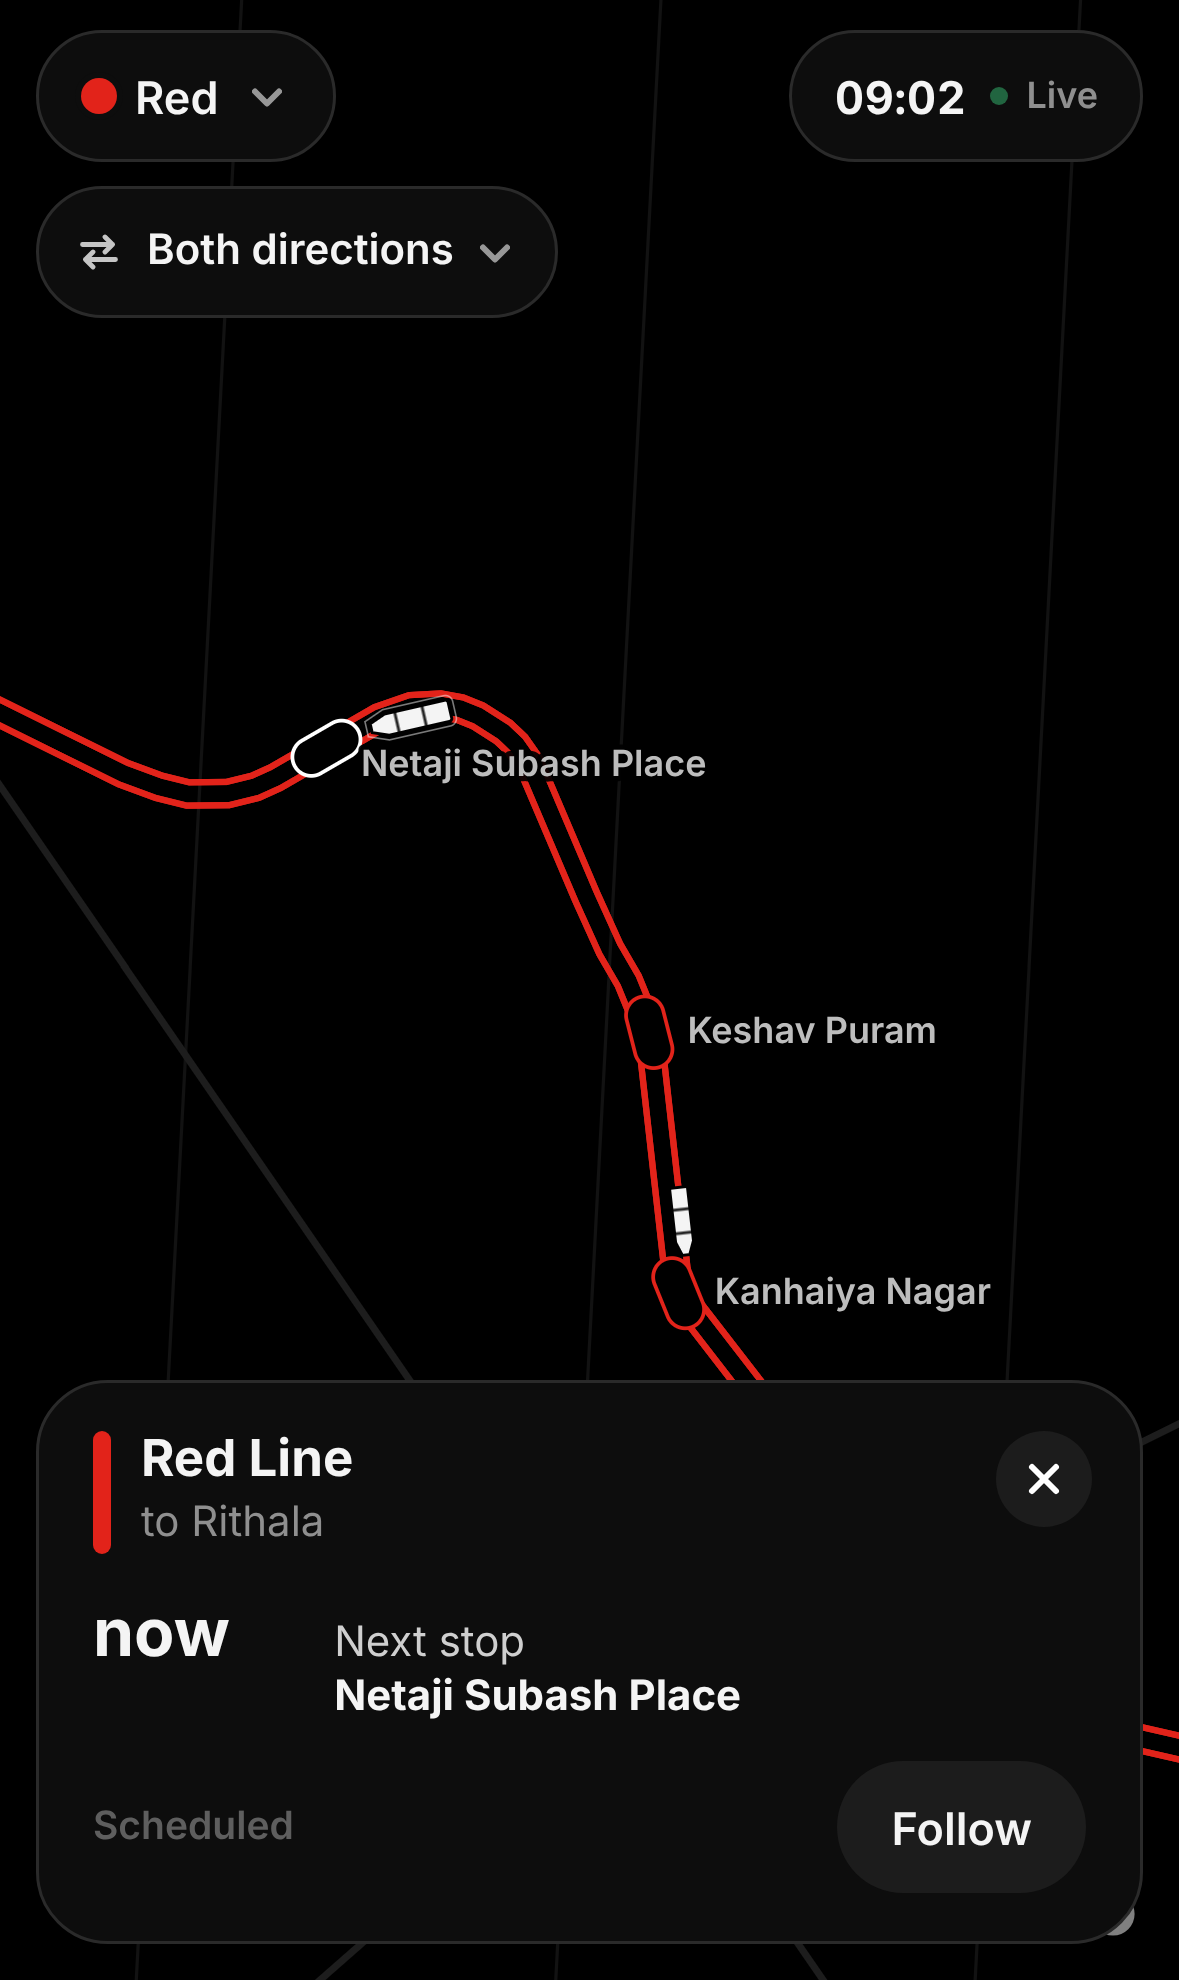 Red
09:02 Live
Both directions
Netaji Subash Place
Keshav Puram
Kanhaiya Nagar
Red Line
to Rithala
now
Next stop
Netaji Subash Place
Scheduled
Follow